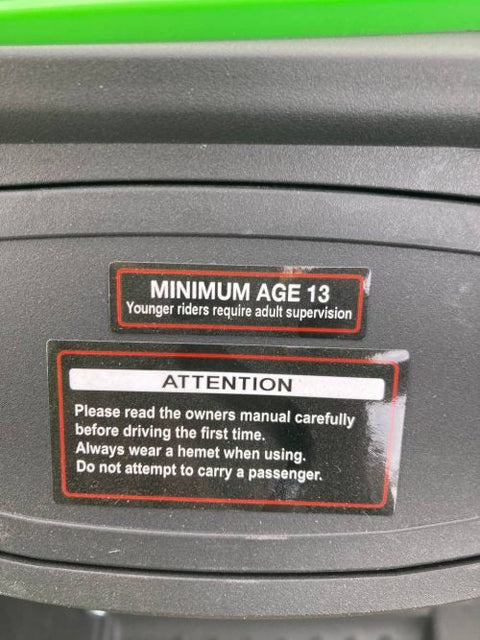 MINIMUM AGE 13
Younger riders require adult supervision
ATTENTION
Please read the owners manual carefully
before driving the first time.
Always wear a hemet when using.
Do not attempt to carry a passenger.